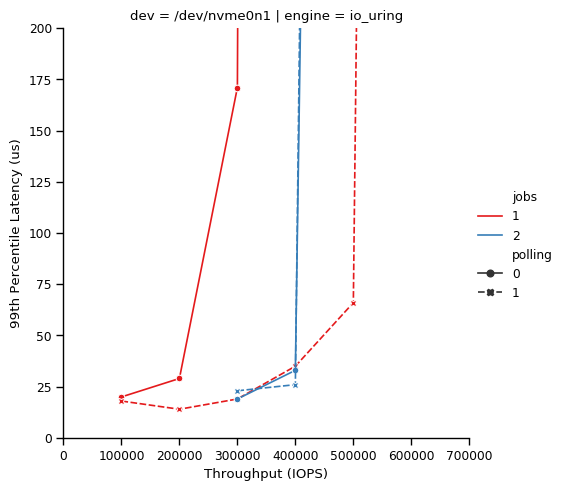 dev = /dev/nvme0n1 | engine = io_uring
200
175
150
125
100
75
50
25
0
99th Percentile Latency (us)
0 100000 200000 300000 400000 500000 600000 700000
Throughput (IOPS)
jobs
1
2
polling
0
1